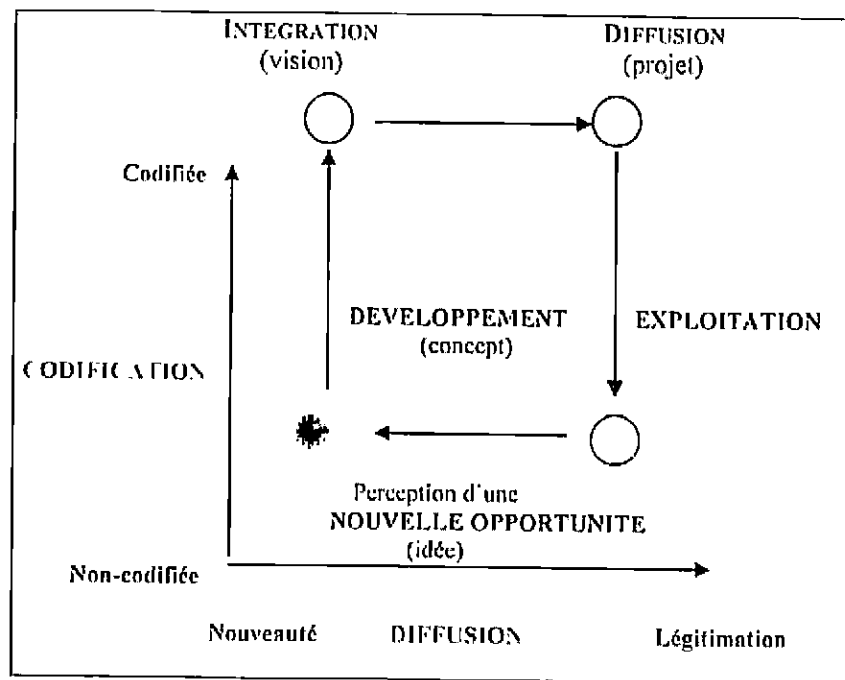 INTEGRATION
(vision)
DIFFUSION
(projet)
Codifiée
DEVELOPPEMENT
(concept)
EXPLOITATION
CODIFICATION
Perception d'une
NOUVELLE OPPORTUNITE
(idée)
Non-codifiée
Nouveauté
DIFFUSION
Légitimation